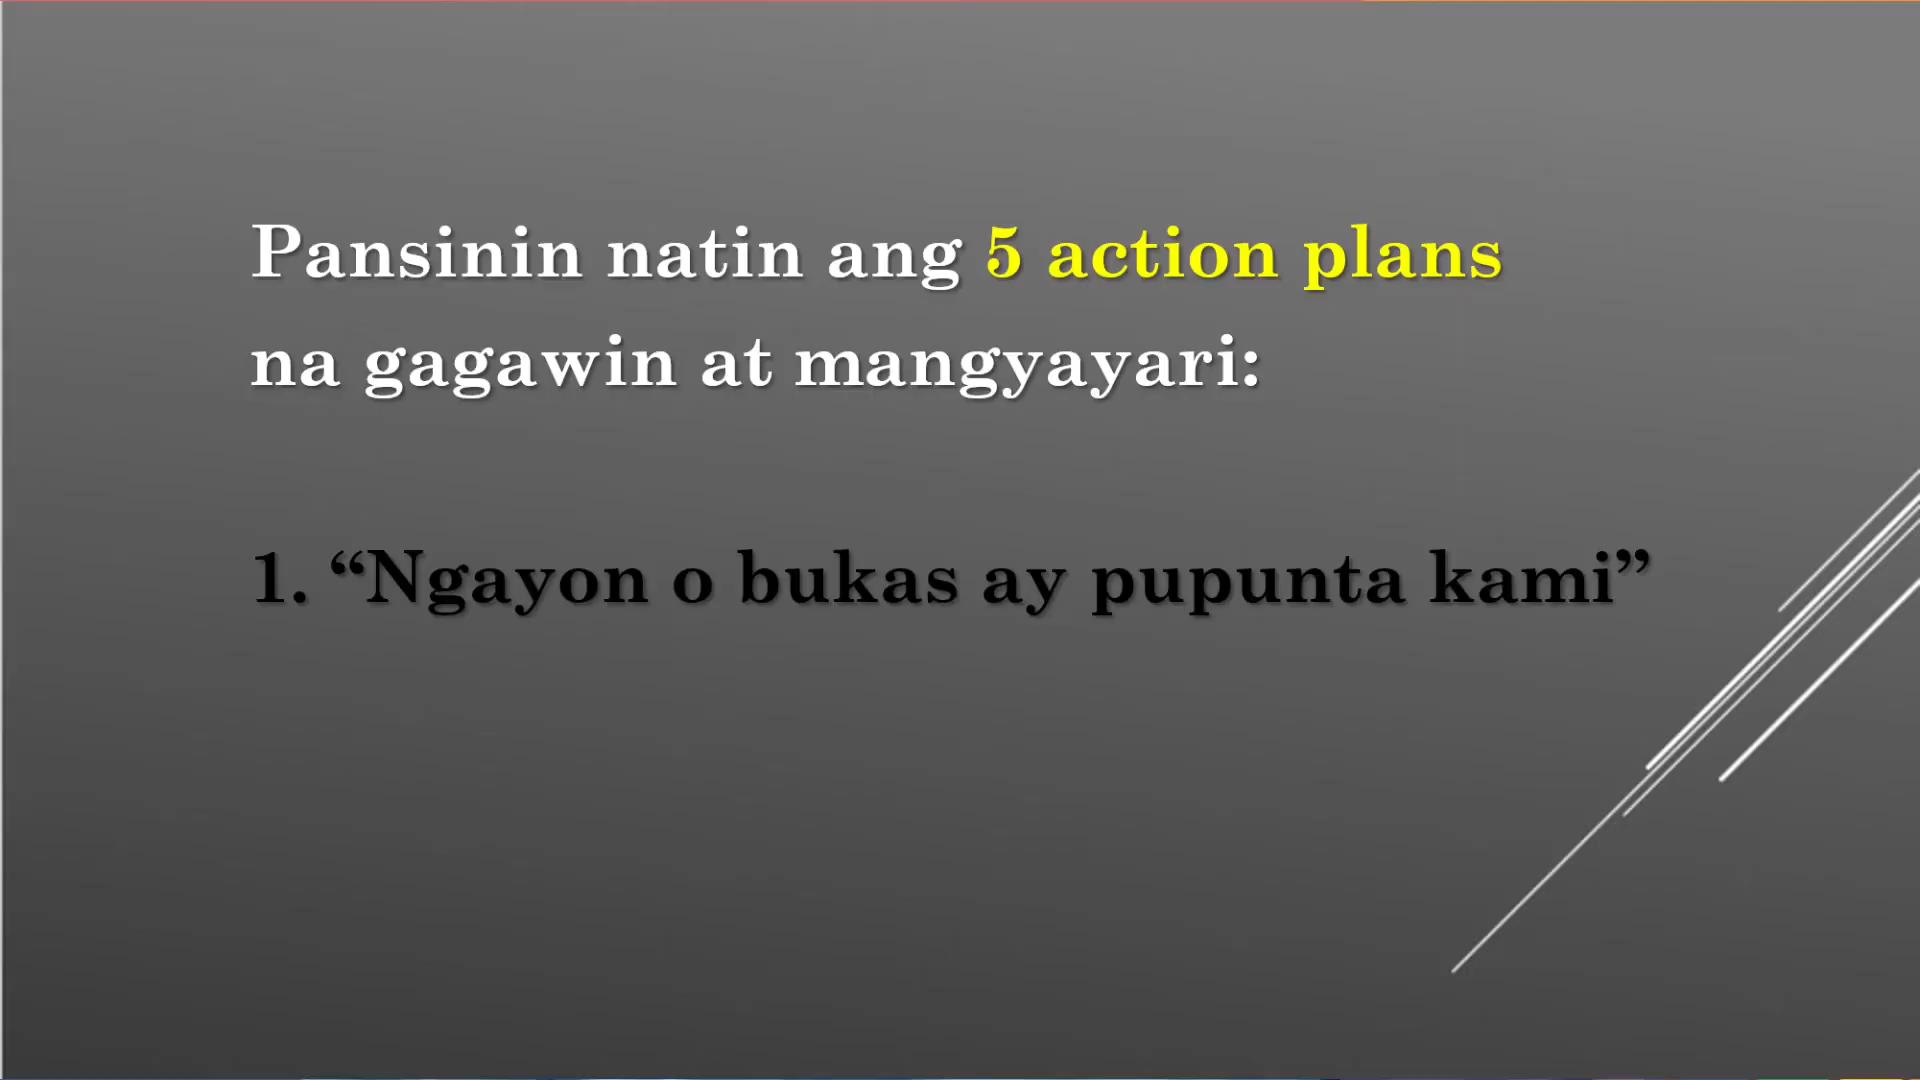 Pansinin natin ang 5 action plans
na gagawin at mangyayari:
1. “Ngayon o bukas ay pupunta kami”